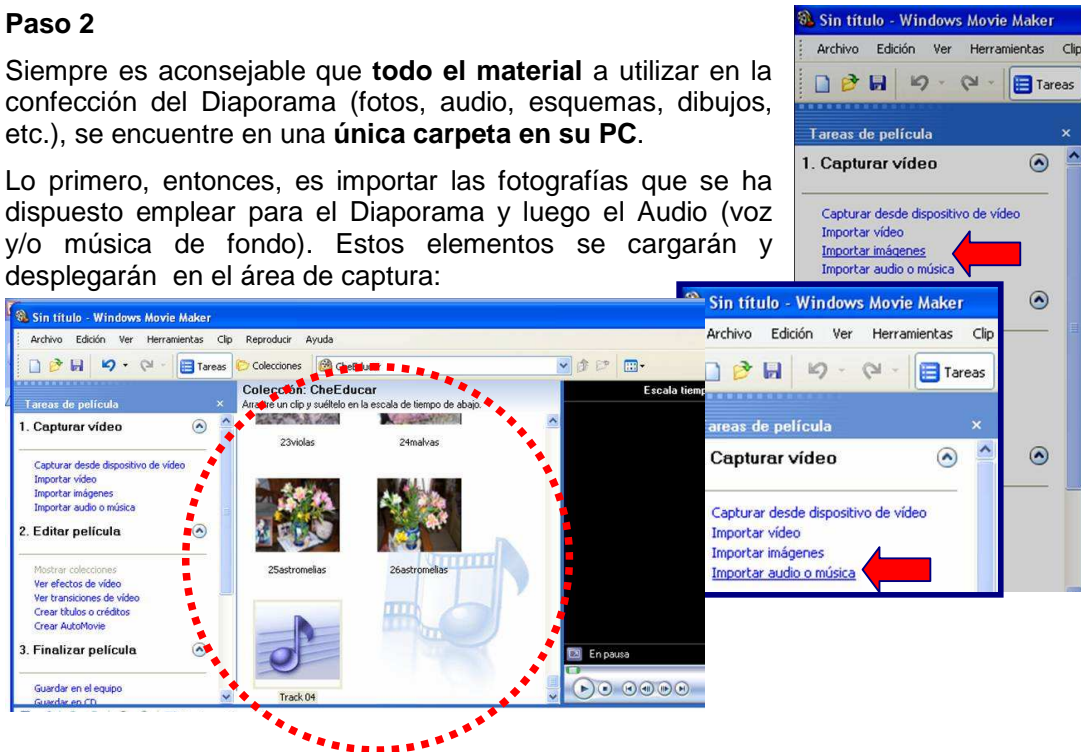 Paso 2
Siempre es aconsejable que todo el material a utilizar en la
confección del Diaporama (fotos, audio, esquemas, dibujos,
etc.), se encuentre en una única carpeta en su PC.
Lo primero, entonces, es importar las fotografías que se ha
dispuesto emplear para el Diaporama y luego el Audio (voz
y/o música de fondo). Estos elementos se cargarán y
desplegarán en el área de captura:
Sin título - Windows Movie Maker
Archivo Edición Ver Herramientas Clip
Tareas
Tareas de película
1. Capturar vídeo
Capturar desde dispositivo de vídeo
Importar vídeo
Importar imágenes
Importar audio o música
Sin título - Windows Movie Maker
Archivo Edición Ver Herramientas Clip Reproducir Ayuda
Tareas Colecciones CheEducar
Tareas de película
1. Capturar vídeo
Capturar desde dispositivo de vídeo
Importar vídeo
Importar imágenes
Importar audio o música
2. Editar película
Mostrar colecciones
Ver efectos de vídeo
Ver transiciones de vídeo
Crear títulos o créditos
Crear AutoMovie
3. Finalizar película
Guardar en el equipo
Guardar en CD
Colección: CheEducar
Arrastre un clip y suéltelo en la escala de tiempo de abajo.
23violas 24malvas
25astromelias 26astromelias
Track 04
Escala tiemp
En pausa
Sin título - Windows Movie Maker
Archivo Edición Ver Herramientas Clip
Tareas
areas de película
Capturar vídeo
Capturar desde dispositivo de vídeo
Importar vídeo
Importar imágenes
Importar audio o música